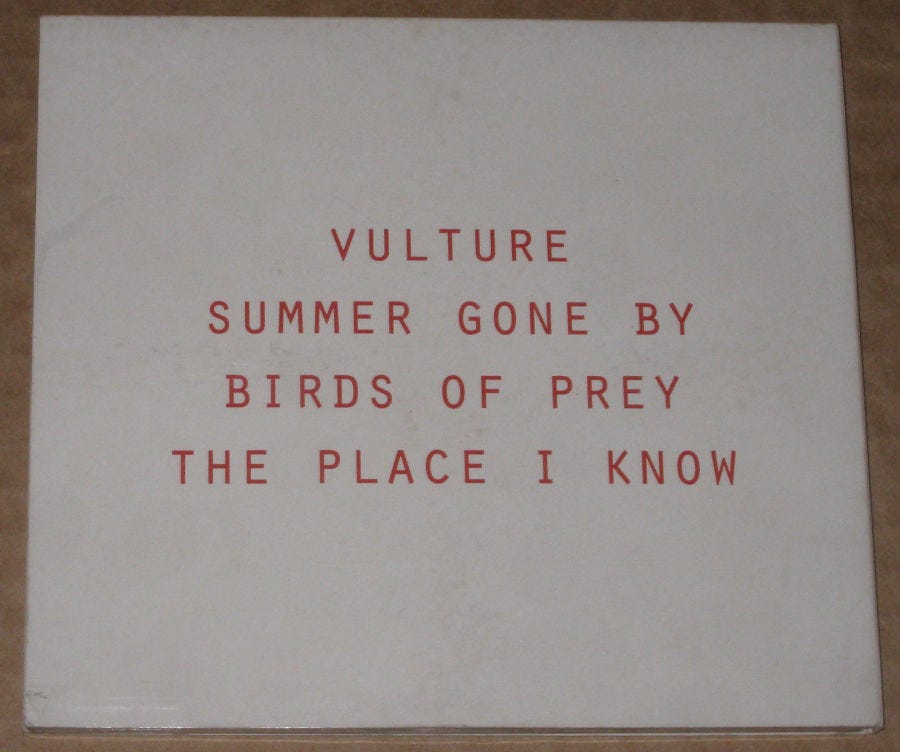 VULTURE
SUMMER GONE BY
BIRDS OF PREY
THE PLACE I KNOW